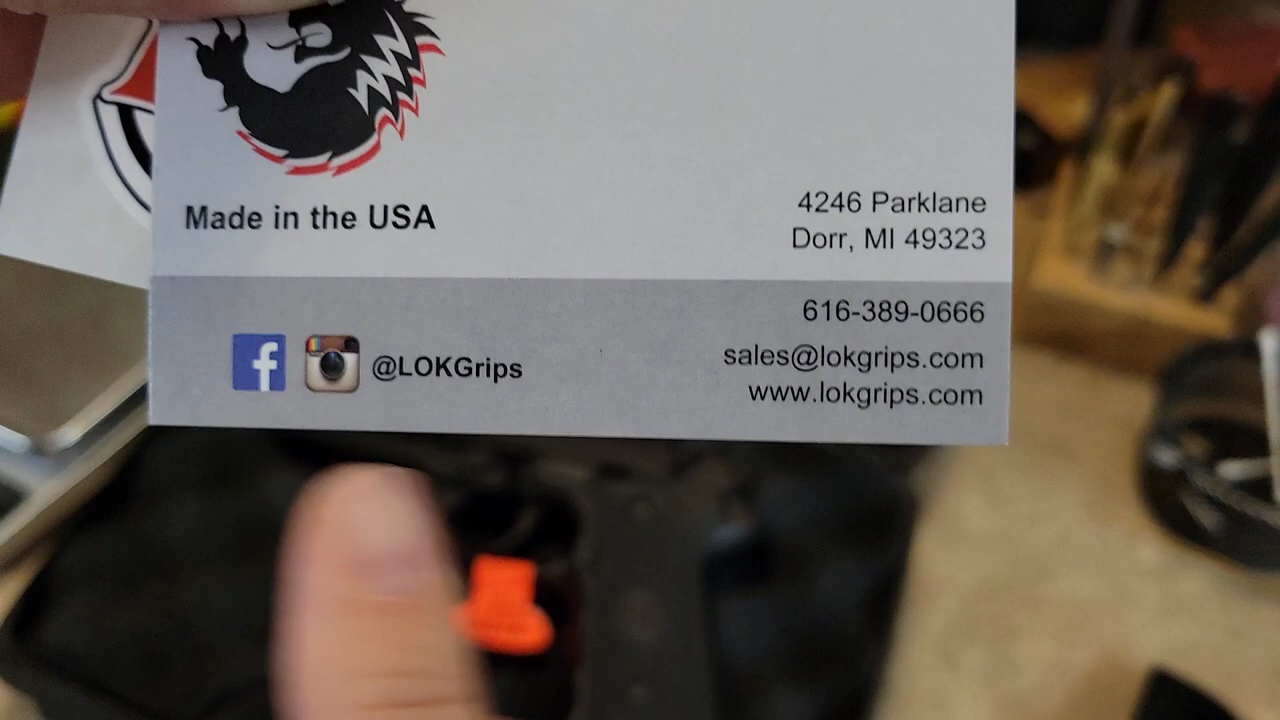 Made in the USA
4246 Parklane
Dorr, MI 49323
616-389-0666
@LOKGrips
sales@lokgrips.com
www.lokgrips.com